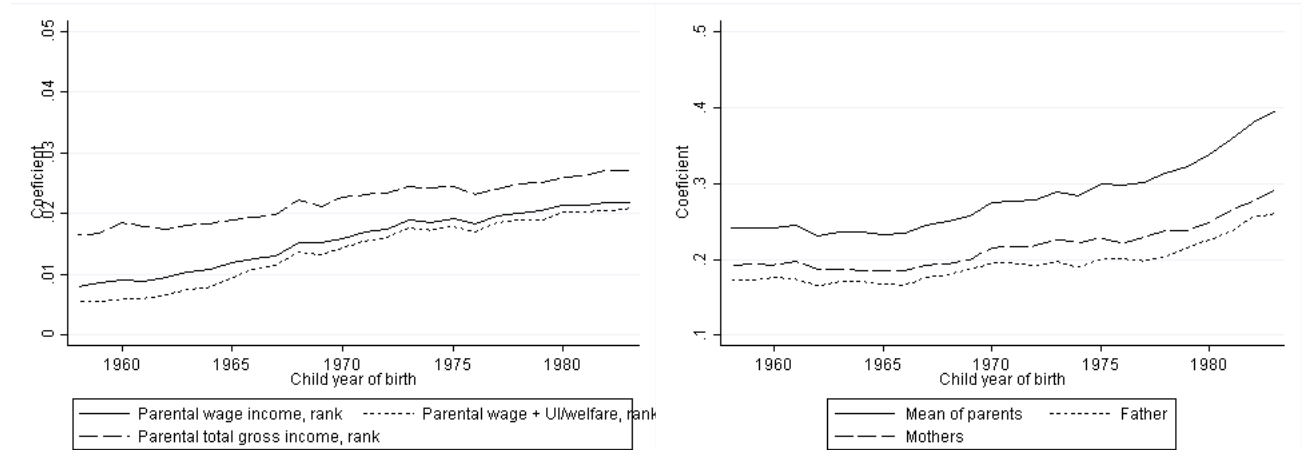 .05
.04
.03
.02
.01
0
Coefficient
1960
1965
1970
1975
1980
Child year of birth
Parental wage income, rank
Parental wage + UI/welfare, rank
Parental total gross income, rank
.5
.4
.3
.2
.1
Coefficient
1960
1965
1970
1975
1980
Child year of birth
Mean of parents
Father
Mothers